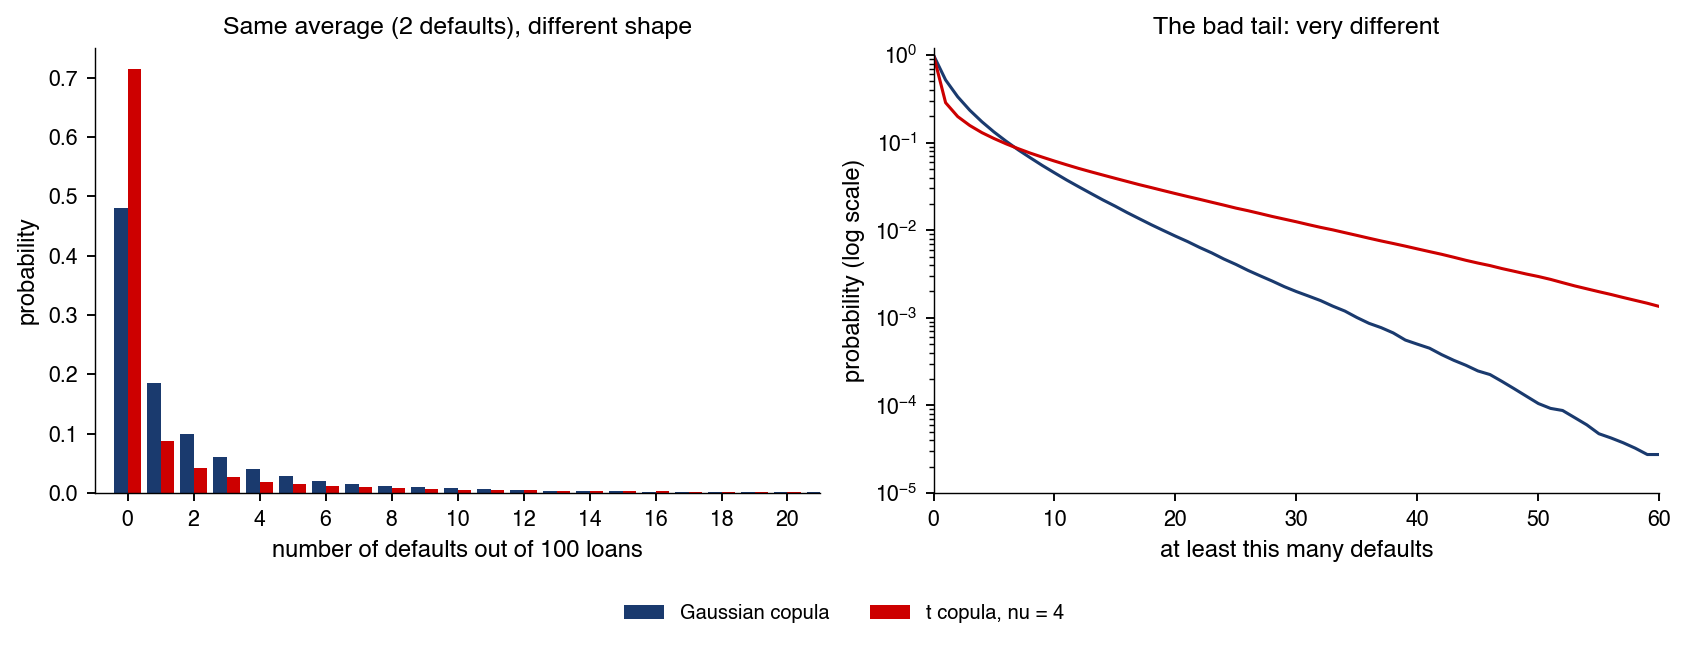 Same average (2 defaults), different shape
probability
0.7
0.6
0.5
0.4
0.3
0.2
0.1
0.0
0 2 4 6 8 10 12 14 16 18 20
number of defaults out of 100 loans
The bad tail: very different
probability (log scale)
10⁰
10⁻¹
10⁻²
10⁻³
10⁻⁴
10⁻⁵
0 10 20 30 40 50 60
at least this many defaults
Gaussian copula
t copula, nu = 4